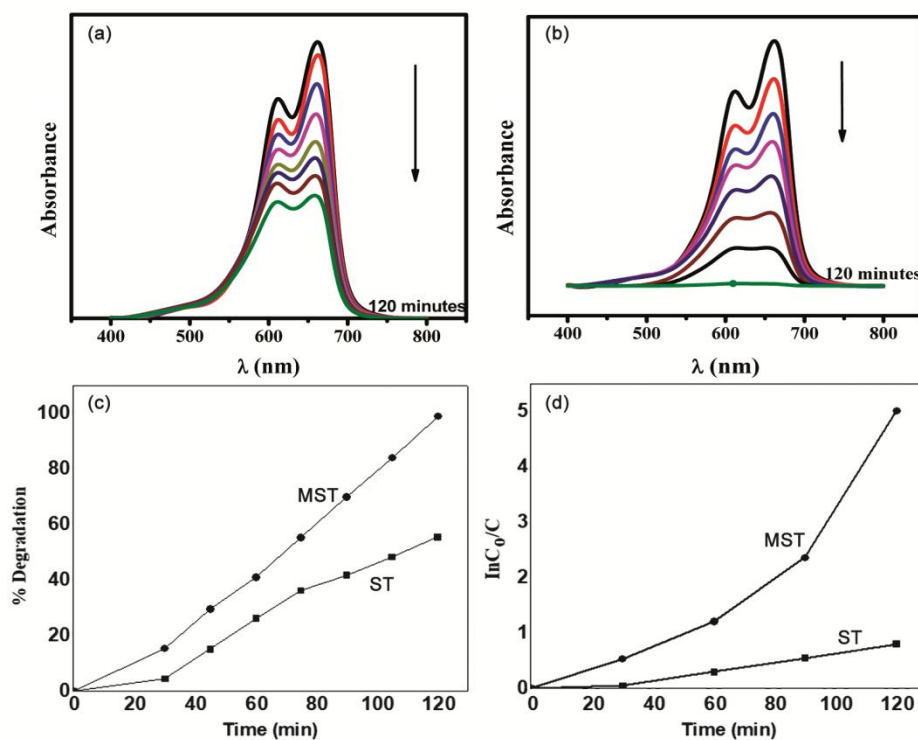 (a)
Absorbance
120 minutes
400 500 600 700 800
λ (nm)
(b)
Absorbance
120 minutes
400 500 600 700 800
λ (nm)
(c)
% Degradation
100
80
60
40
20
0
MST
ST
0 20 40 60 80 100 120
Time (min)
(d)
lnC₀/C
5
4
3
2
1
0
MST
ST
0 20 40 60 80 100 120
Time (min)